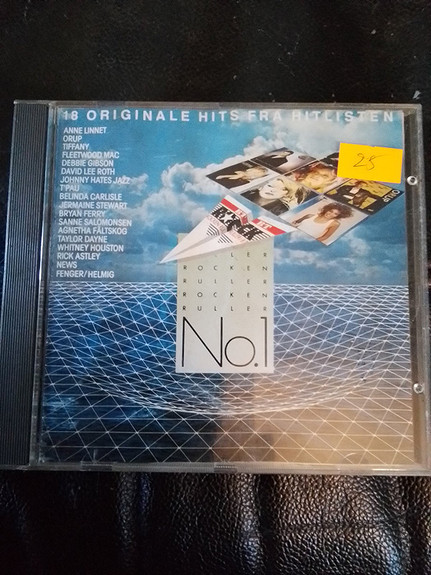 18 ORIGINALE HITS FRA HITLISTEN
25
ANNE LINNET
ORUP
TIFFANY
FLEETWOOD MAC
DEBBIE GIBSON
DAVID LEE ROTH
JOHNNY HATES JAZZ
T'PAU
BELINDA CARLISLE
JERMAINE STEWART
BRYAN FERRY
SANNE SALOMONSEN
AGNETHA FÄLTSKOG
TAYLOR DAYNE
WHITNEY HOUSTON
RICK ASTLEY
NEWS
FENGER/HELMIG
ORUP
LER
ROCKEN
RULLER
ROCKEN
RULLER
No.1